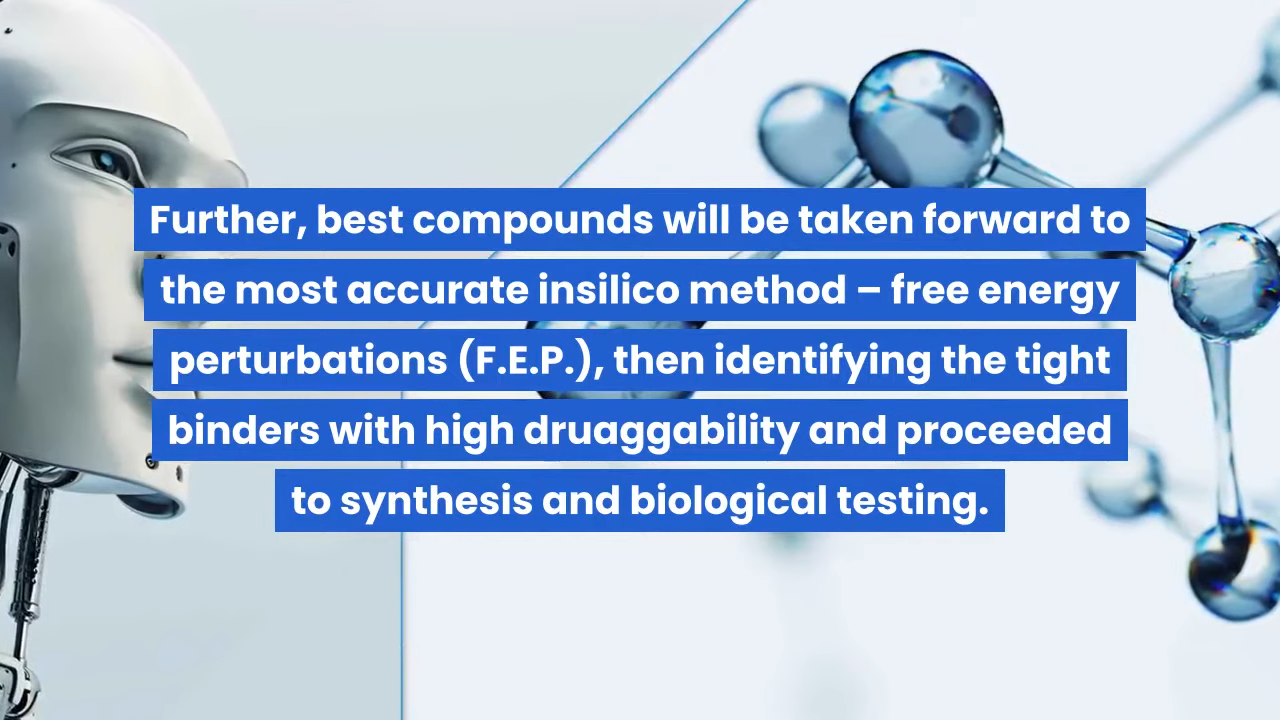 Further, best compounds will be taken forward to
the most accurate insilico method – free energy
perturbations (F.E.P.), then identifying the tight
binders with high druaggability and proceeded
to synthesis and biological testing.